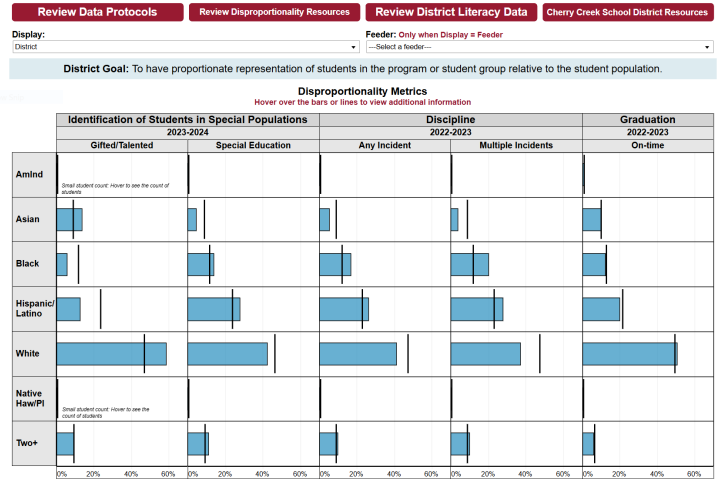 Review Data Protocols
Review Disproportionality Resources
Review District Literacy Data
Cherry Creek School District Resources
Display:
District
Feeder: Only when Display = Feeder
---Select a feeder---
District Goal: To have proportionate representation of students in the program or student group relative to the student population.
Disproportionality Metrics
Hover over the bars or lines to view additional information
Identification of Students in Special Populations
Discipline
Graduation
2023-2024
2022-2023
2022-2023
Gifted/Talented
Special Education
Any Incident
Multiple Incidents
On-time
AmInd
Small student count: Hover to see the count of
students
Asian
Black
Hispanic/
Latino
White
Native
Haw/PI
Small student count: Hover to see the
count of students
Two+
0% 20% 40% 60%
0% 20% 40% 60%
0% 20% 40% 60%
0% 20% 40% 60%
0% 20% 40% 60%